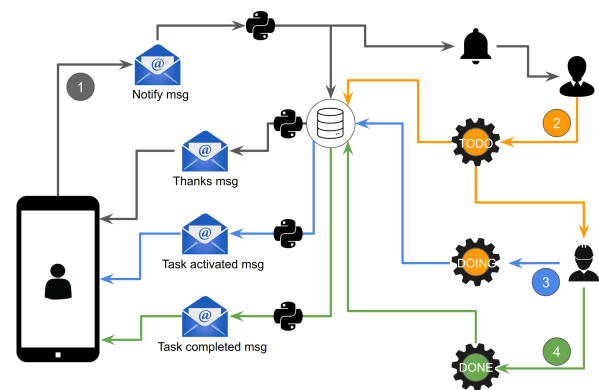 1
@
Notify msg
2
@
TODO
Thanks msg
@
DOING
3
Task activated msg
@
4
Task completed msg
DONE